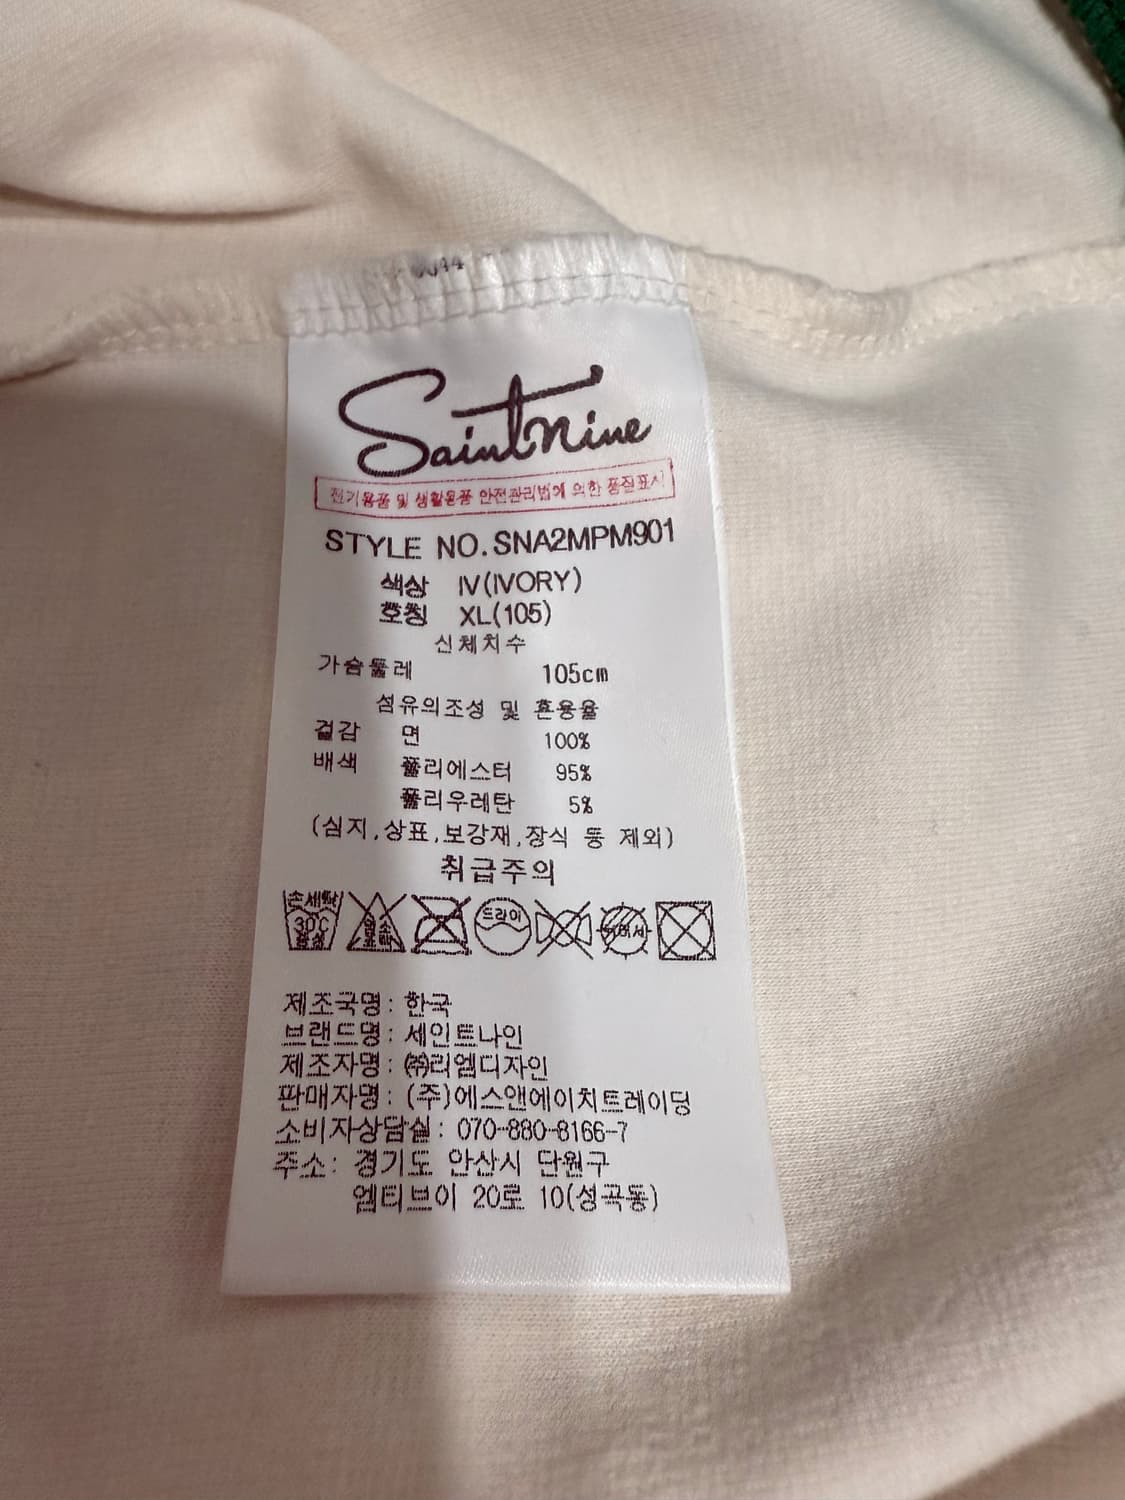 Saintnine
전기용품 및 생활용품 안전관리법에 의한 품질표시
STYLE NO. SNA2MPM901
색상 IV(IVORY)
호칭 XL(105)
신체치수
가슴둘레 105cm
섬유의조성 및 혼용율
겉감 면 100%
배색 폴리에스터 95%
폴리우레탄 5%
(심지,상표,보강재,장식 등 제외)
취급주의
손세탁 30℃ 드라이
제조국명: 한국
브랜드명: 세인트나인
제조자명: ㈜리엠디자인
판매자명: (주)에스앤에이치트레이딩
소비자상담실: 070-880-8166-7
주소: 경기도 안산시 단원구
엠티브이 20로 10(성곡동)